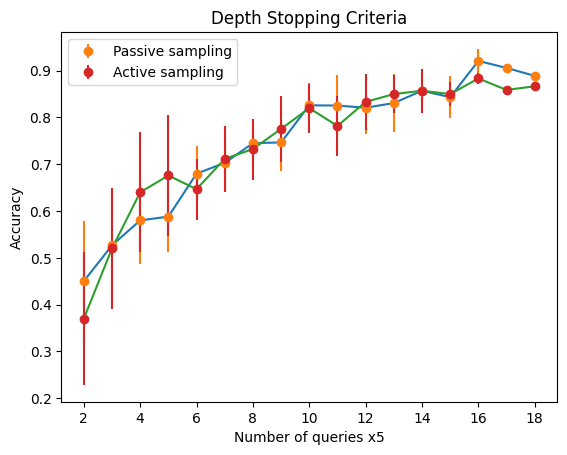 Depth Stopping Criteria
Passive sampling
Active sampling
Accuracy
0.9
0.8
0.7
0.6
0.5
0.4
0.3
0.2
2 4 6 8 10 12 14 16 18
Number of queries x5